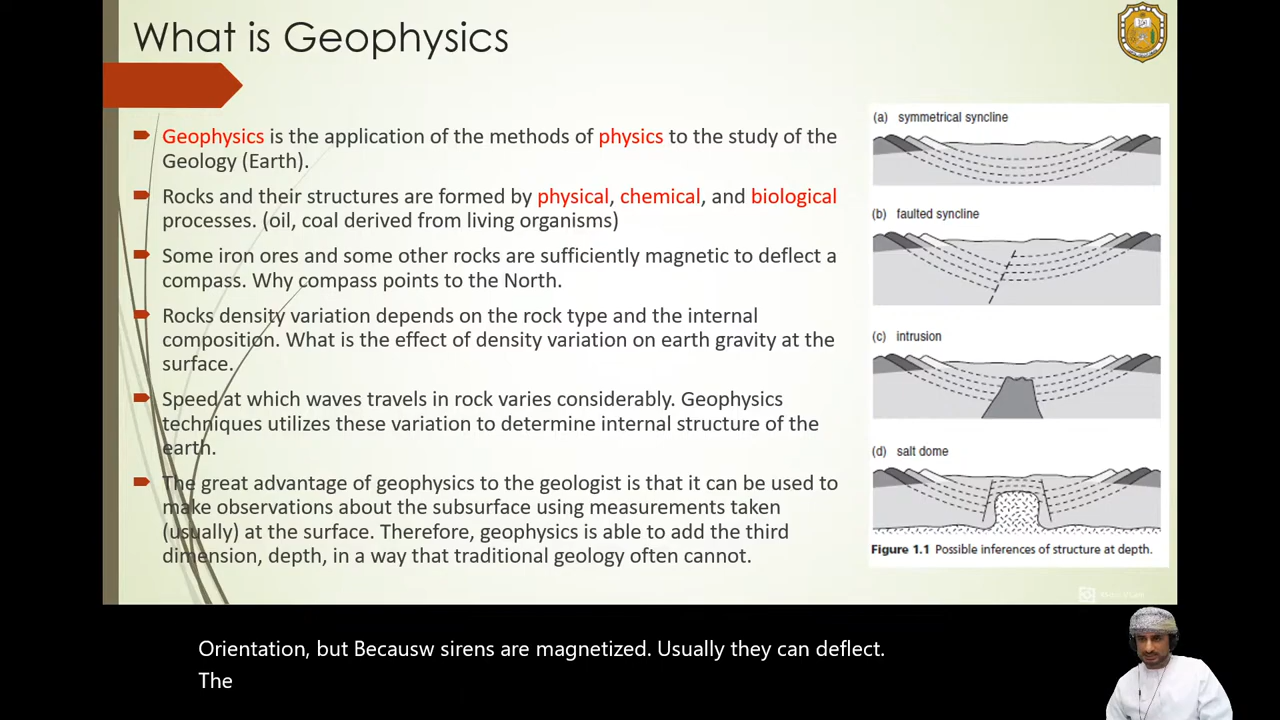 What is Geophysics
Geophysics is the application of the methods of physics to the study of the
Geology (Earth).
Rocks and their structures are formed by physical, chemical, and biological
processes. (oil, coal derived from living organisms)
Some iron ores and some other rocks are sufficiently magnetic to deflect a
compass. Why compass points to the North.
Rocks density variation depends on the rock type and the internal
composition. What is the effect of density variation on earth gravity at the
surface.
Speed at which waves travels in rock varies considerably. Geophysics
techniques utilizes these variation to determine internal structure of the
earth.
The great advantage of geophysics to the geologist is that it can be used to
make observations about the subsurface using measurements taken
(usually) at the surface. Therefore, geophysics is able to add the third
dimension, depth, in a way that traditional geology often cannot.
(a) symmetrical syncline
(b) faulted syncline
(c) intrusion
(d) salt dome
Figure 1.1 Possible inferences of structure at depth.
Orientation, but Becausw sirens are magnetized. Usually they can deflect.
The